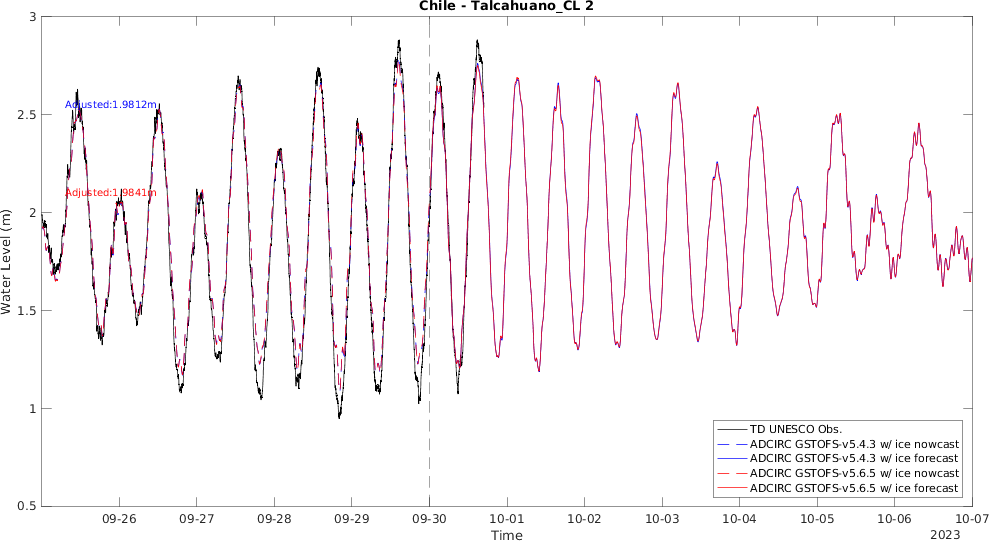 Chile - Talcahuano_CL 2
3
2.5
2
1.5
1
0.5
Water Level (m)
Adjusted:1.9812m
Adjusted:1.9841m
TD UNESCO Obs.
ADCIRC GSTOFS-v5.4.3 w/ ice nowcast
ADCIRC GSTOFS-v5.4.3 w/ ice forecast
ADCIRC GSTOFS-v5.6.5 w/ ice nowcast
ADCIRC GSTOFS-v5.6.5 w/ ice forecast
09-26 09-27 09-28 09-29 09-30 10-01 10-02 10-03 10-04 10-05 10-06 10-07
Time
2023